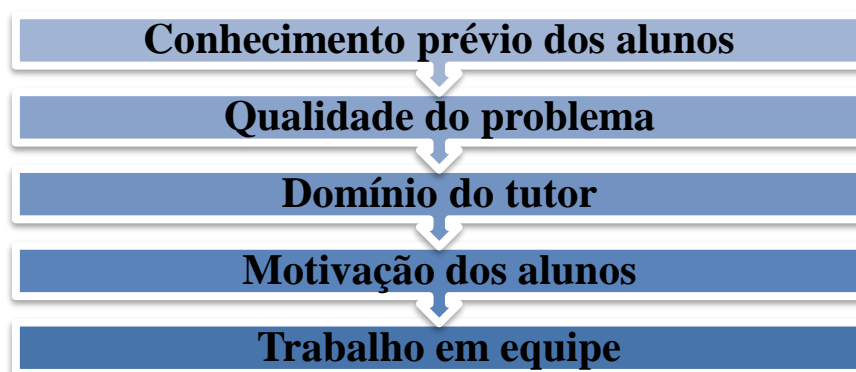 Conhecimento prévio dos alunos
Qualidade do problema
Domínio do tutor
Motivação dos alunos
Trabalho em equipe